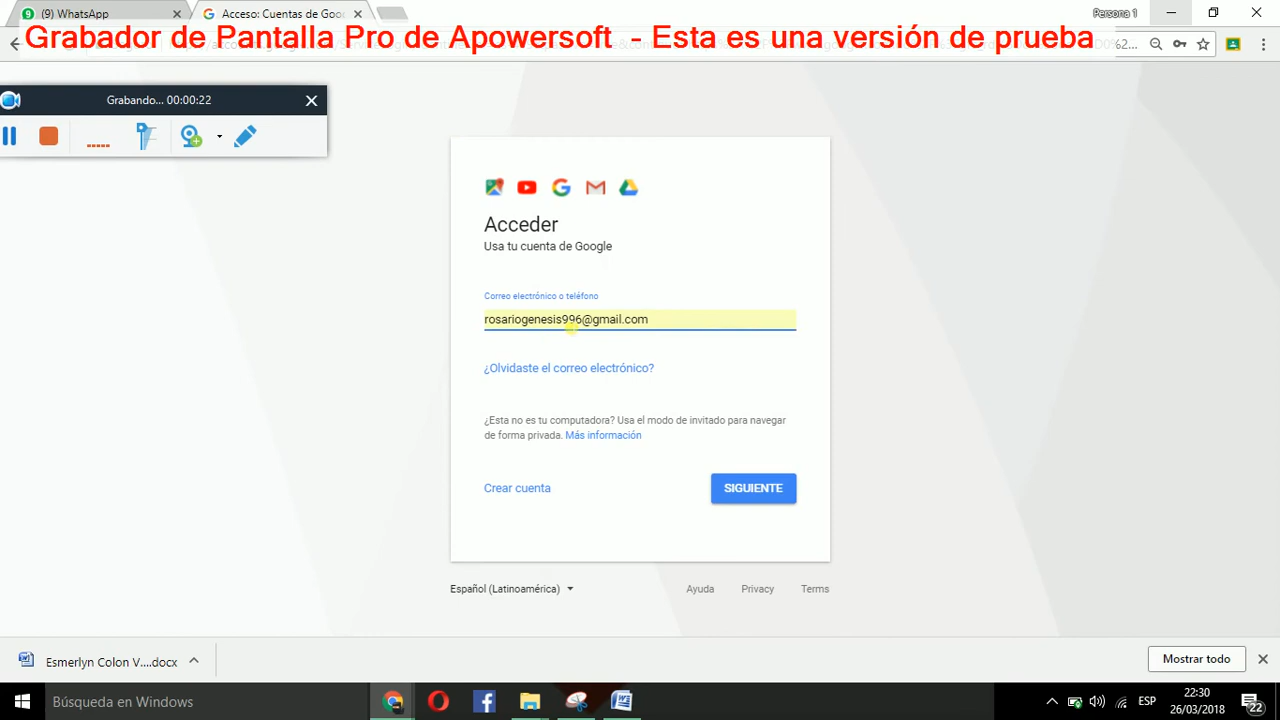 (9) WhatsApp
Acceso: Cuentas de Goo
Persona 1
Grabador de Pantalla Pro de Apowersoft - Esta es una versión de prueba
Grabando... 00:00:22
Acceder
Usa tu cuenta de Google
Correo electrónico o teléfono
rosariogenesis996@gmail.com
¿Olvidaste el correo electrónico?
¿Esta no es tu computadora? Usa el modo de invitado para navegar
de forma privada. Más información
Crear cuenta
SIGUIENTE
Español (Latinoamérica)
Ayuda
Privacy
Terms
Esmerlyn Colon V....docx
Mostrar todo
Búsqueda en Windows
ESP
22:30
26/03/2018
22